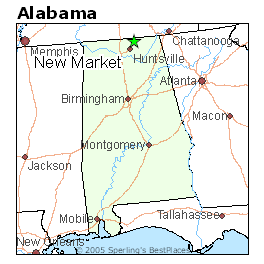 Alabama
Chattanooga
Memphis
Huntsville
New Market
Atlanta
Birmingham
Macon
Montgomery
Jackson
Tallahassee
Mobile
New Orleans
© 2005 Sperling's BestPlaces